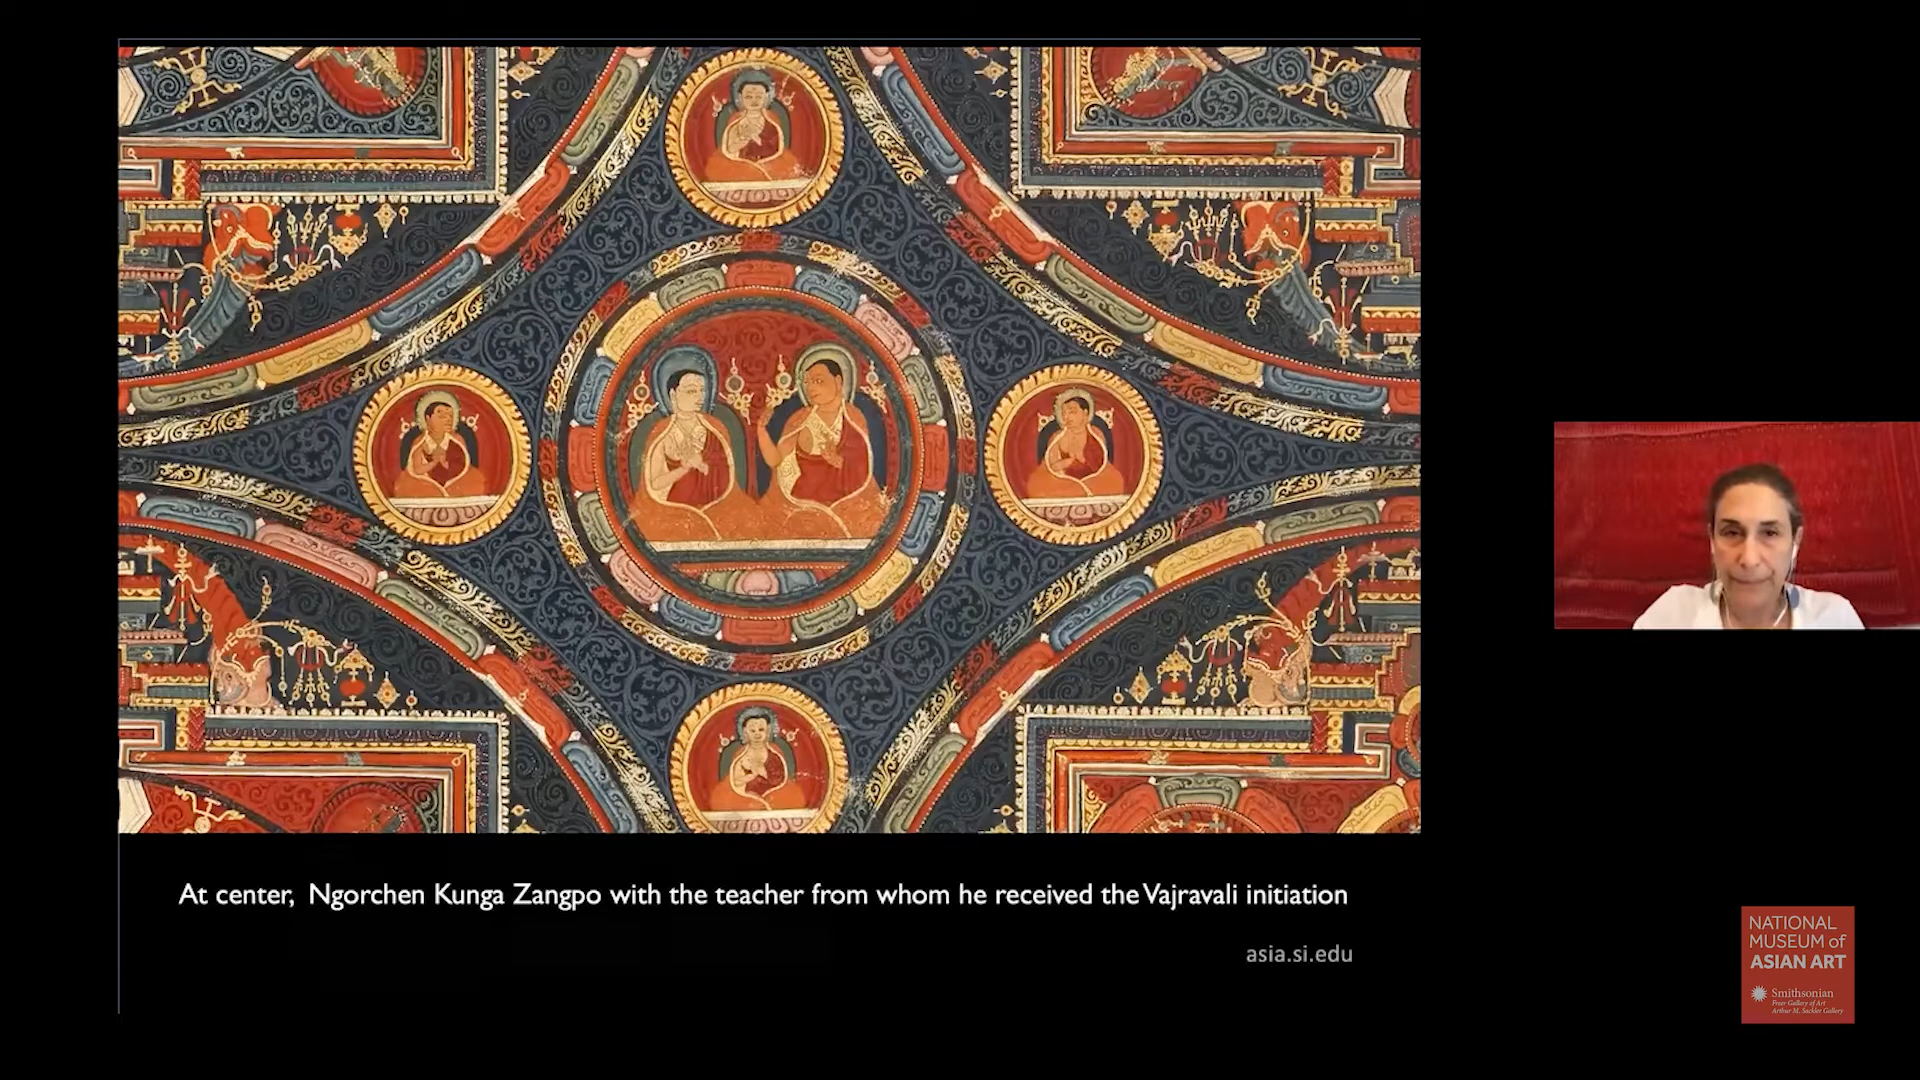 At center, Ngorchen Kunga Zangpo with the teacher from whom he received the Vajravali initiation
asia.si.edu
NATIONAL
MUSEUM of
ASIAN ART
Smithsonian
Freer Gallery of Art
Arthur M. Sackler Gallery